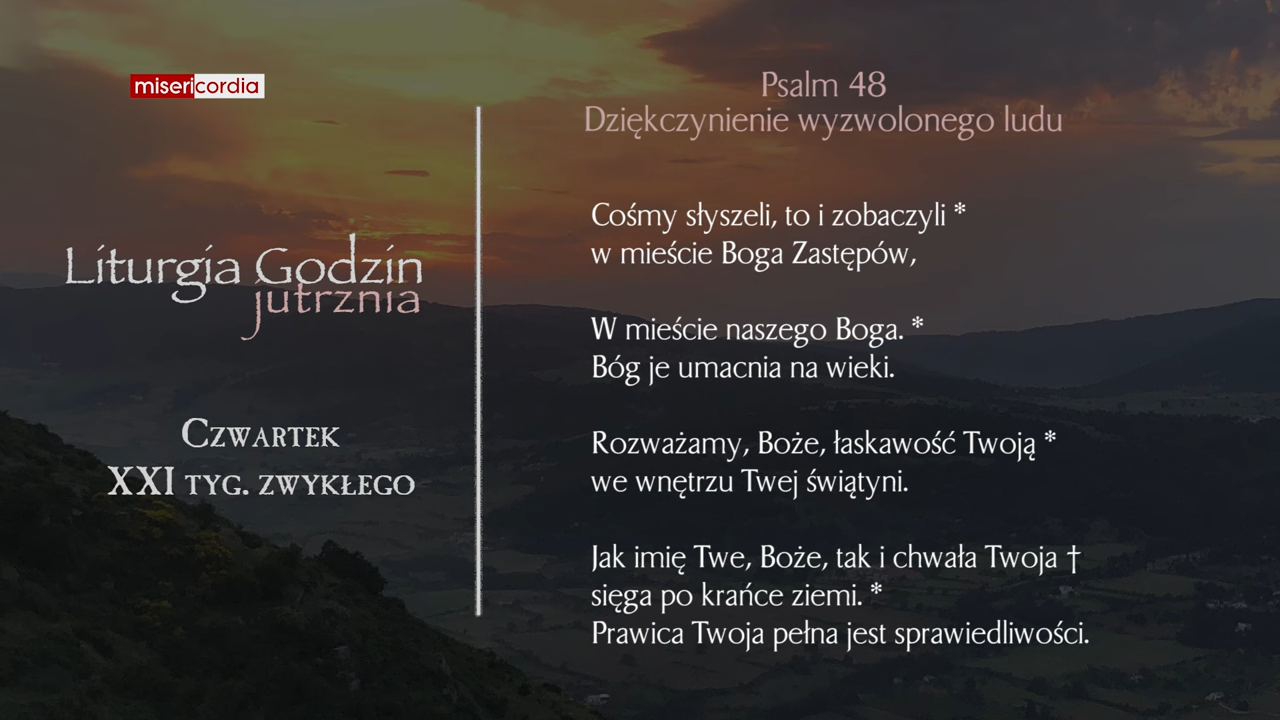 misericordia
Liturgia Godzin
jutrznia
Czwartek
XXI tyg. zwykłego
Psalm 48
Dziękczynienie wyzwolonego ludu
Cośmy słyszeli, to i zobaczyli *
w mieście Boga Zastępów,
W mieście naszego Boga. *
Bóg je umacnia na wieki.
Rozważamy, Boże, łaskawość Twoją *
we wnętrzu Twej świątyni.
Jak imię Twe, Boże, tak i chwała Twoja †
sięga po krańce ziemi. *
Prawica Twoja pełna jest sprawiedliwości.